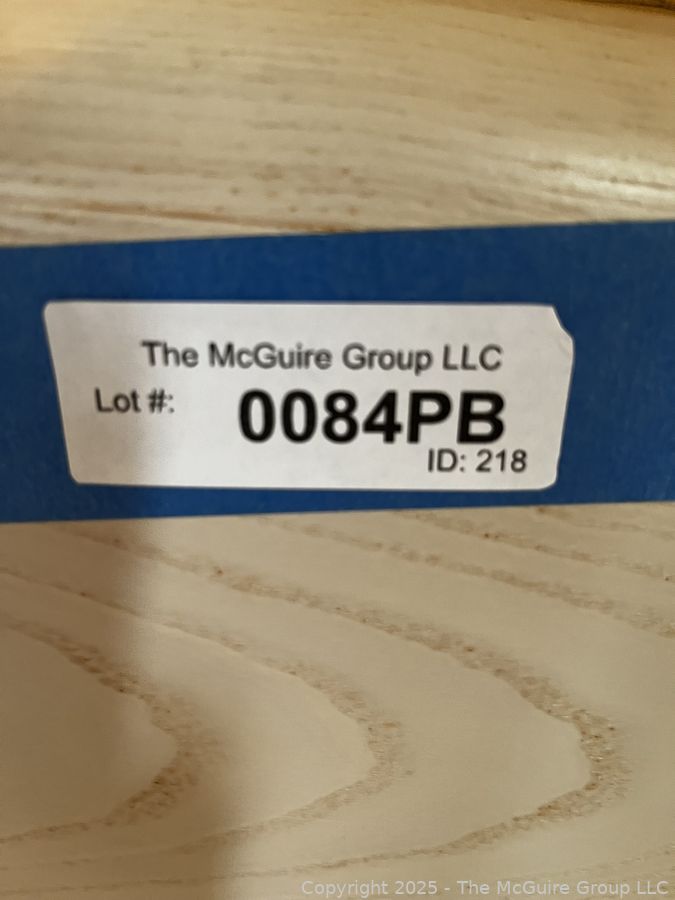 The McGuire Group LLC
Lot #: 0084PB
ID: 218
Copyright 2025 - The McGuire Group LLC